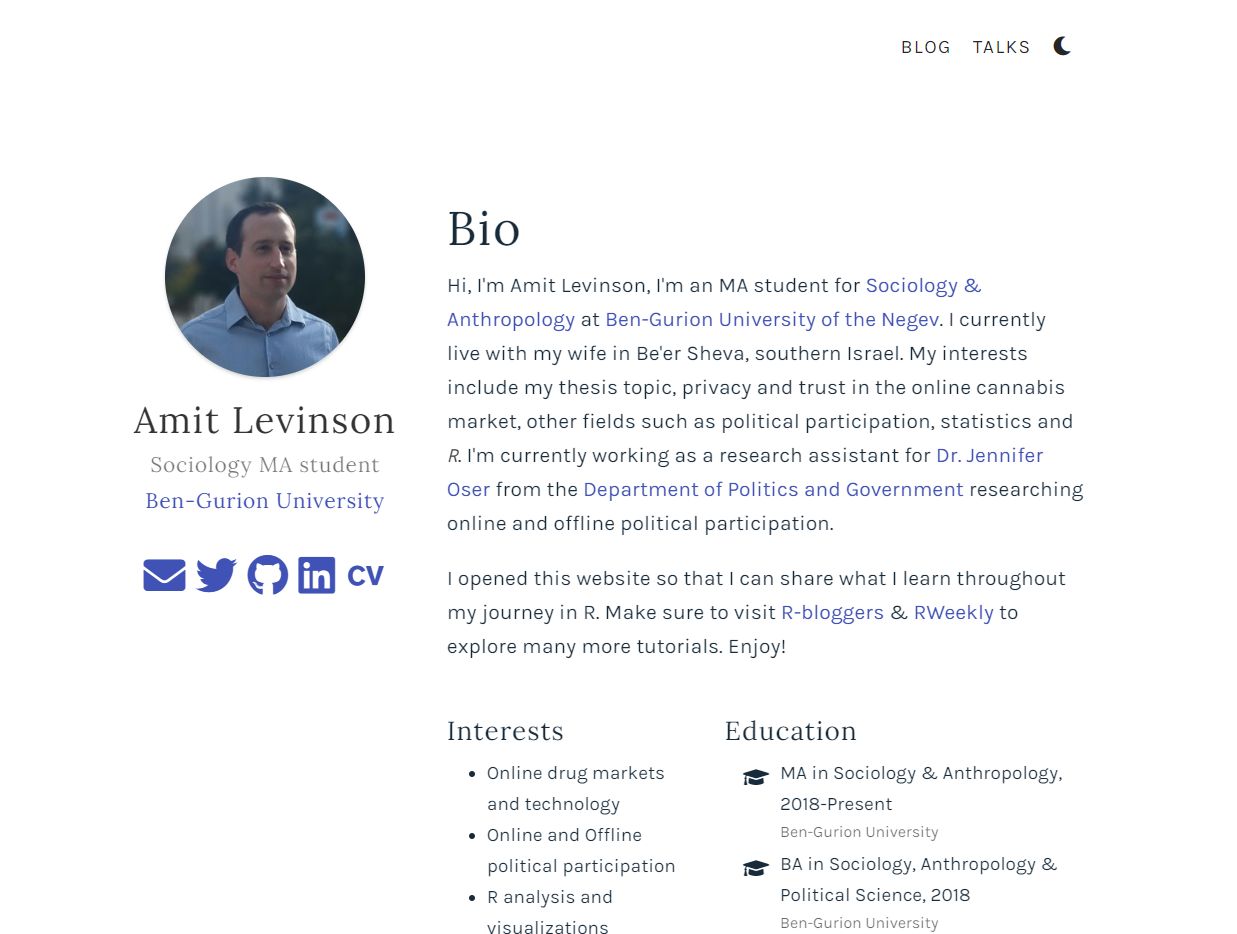 BLOG TALKS
Amit Levinson
Sociology MA student
Ben-Gurion University
CV
Bio
Hi, I'm Amit Levinson, I'm an MA student for Sociology &
Anthropology at Ben-Gurion University of the Negev. I currently
live with my wife in Be'er Sheva, southern Israel. My interests
include my thesis topic, privacy and trust in the online cannabis
market, other fields such as political participation, statistics and
R. I'm currently working as a research assistant for Dr. Jennifer
Oser from the Department of Politics and Government researching
online and offline political participation.
I opened this website so that I can share what I learn throughout
my journey in R. Make sure to visit R-bloggers & RWeekly to
explore many more tutorials. Enjoy!
Interests
Online drug markets
and technology
Online and Offline
political participation
R analysis and
visualizations
Education
MA in Sociology & Anthropology,
2018-Present
Ben-Gurion University
BA in Sociology, Anthropology &
Political Science, 2018
Ben-Gurion University